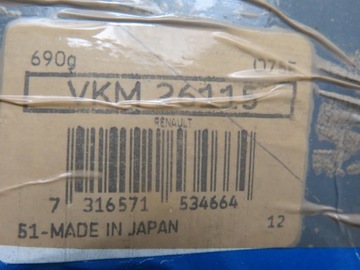 690g
VKM 26115
RENAULT
7 316571 534664
51-MADE IN JAPAN 12